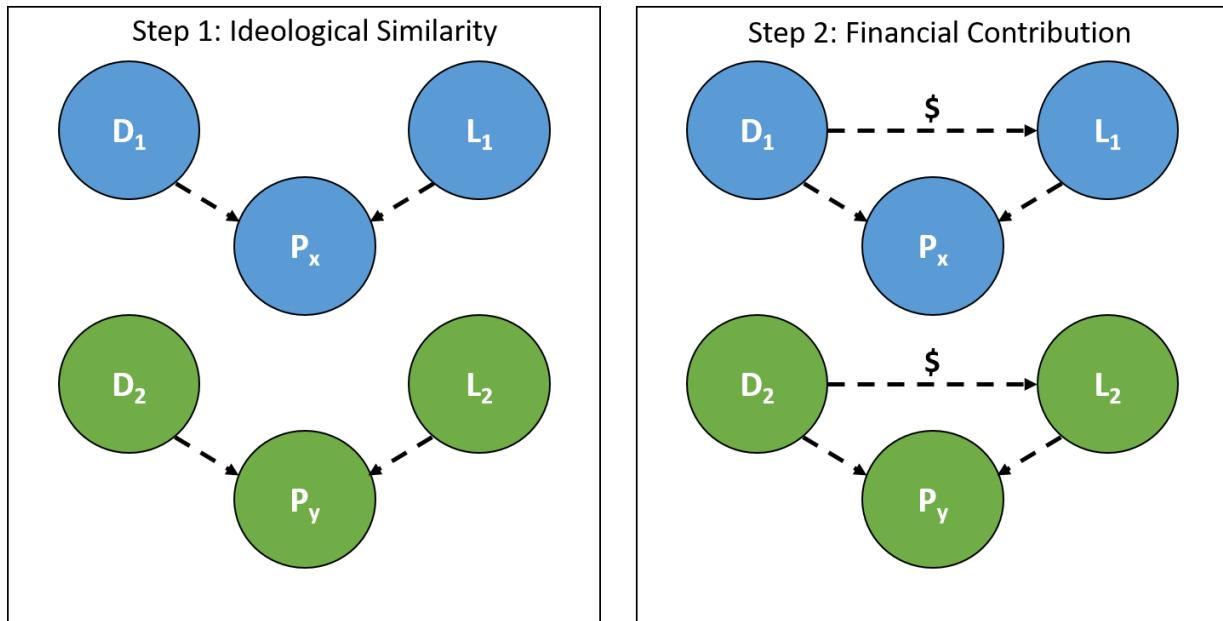 Step 1: Ideological Similarity
D1 L1
Px
D2 L2
Py
Step 2: Financial Contribution
$
D1 L1
Px
$
D2 L2
Py